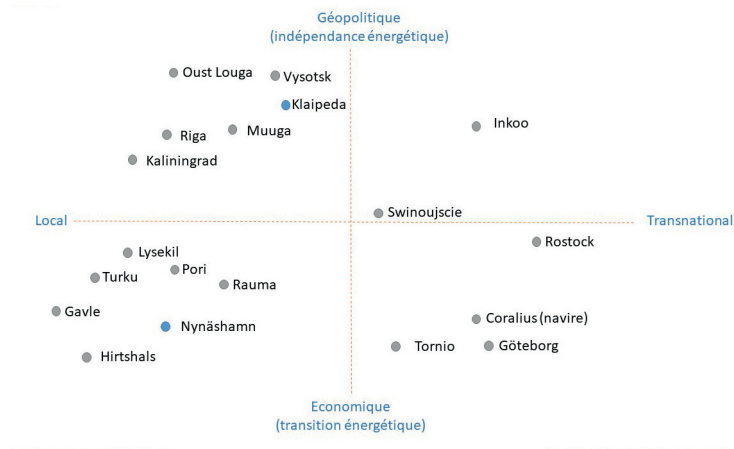 Géopolitique
(indépendance énergétique)
Oust Louga
Vysotsk
Klaipeda
Inkoo
Muuga
Riga
Kaliningrad
Swinoujscie
Local
Transnational
Rostock
Lysekil
Pori
Turku
Rauma
Gavle
Coralius (navire)
Nynäshamn
Tornio
Göteborg
Hirtshals
Economique
(transition énergétique)